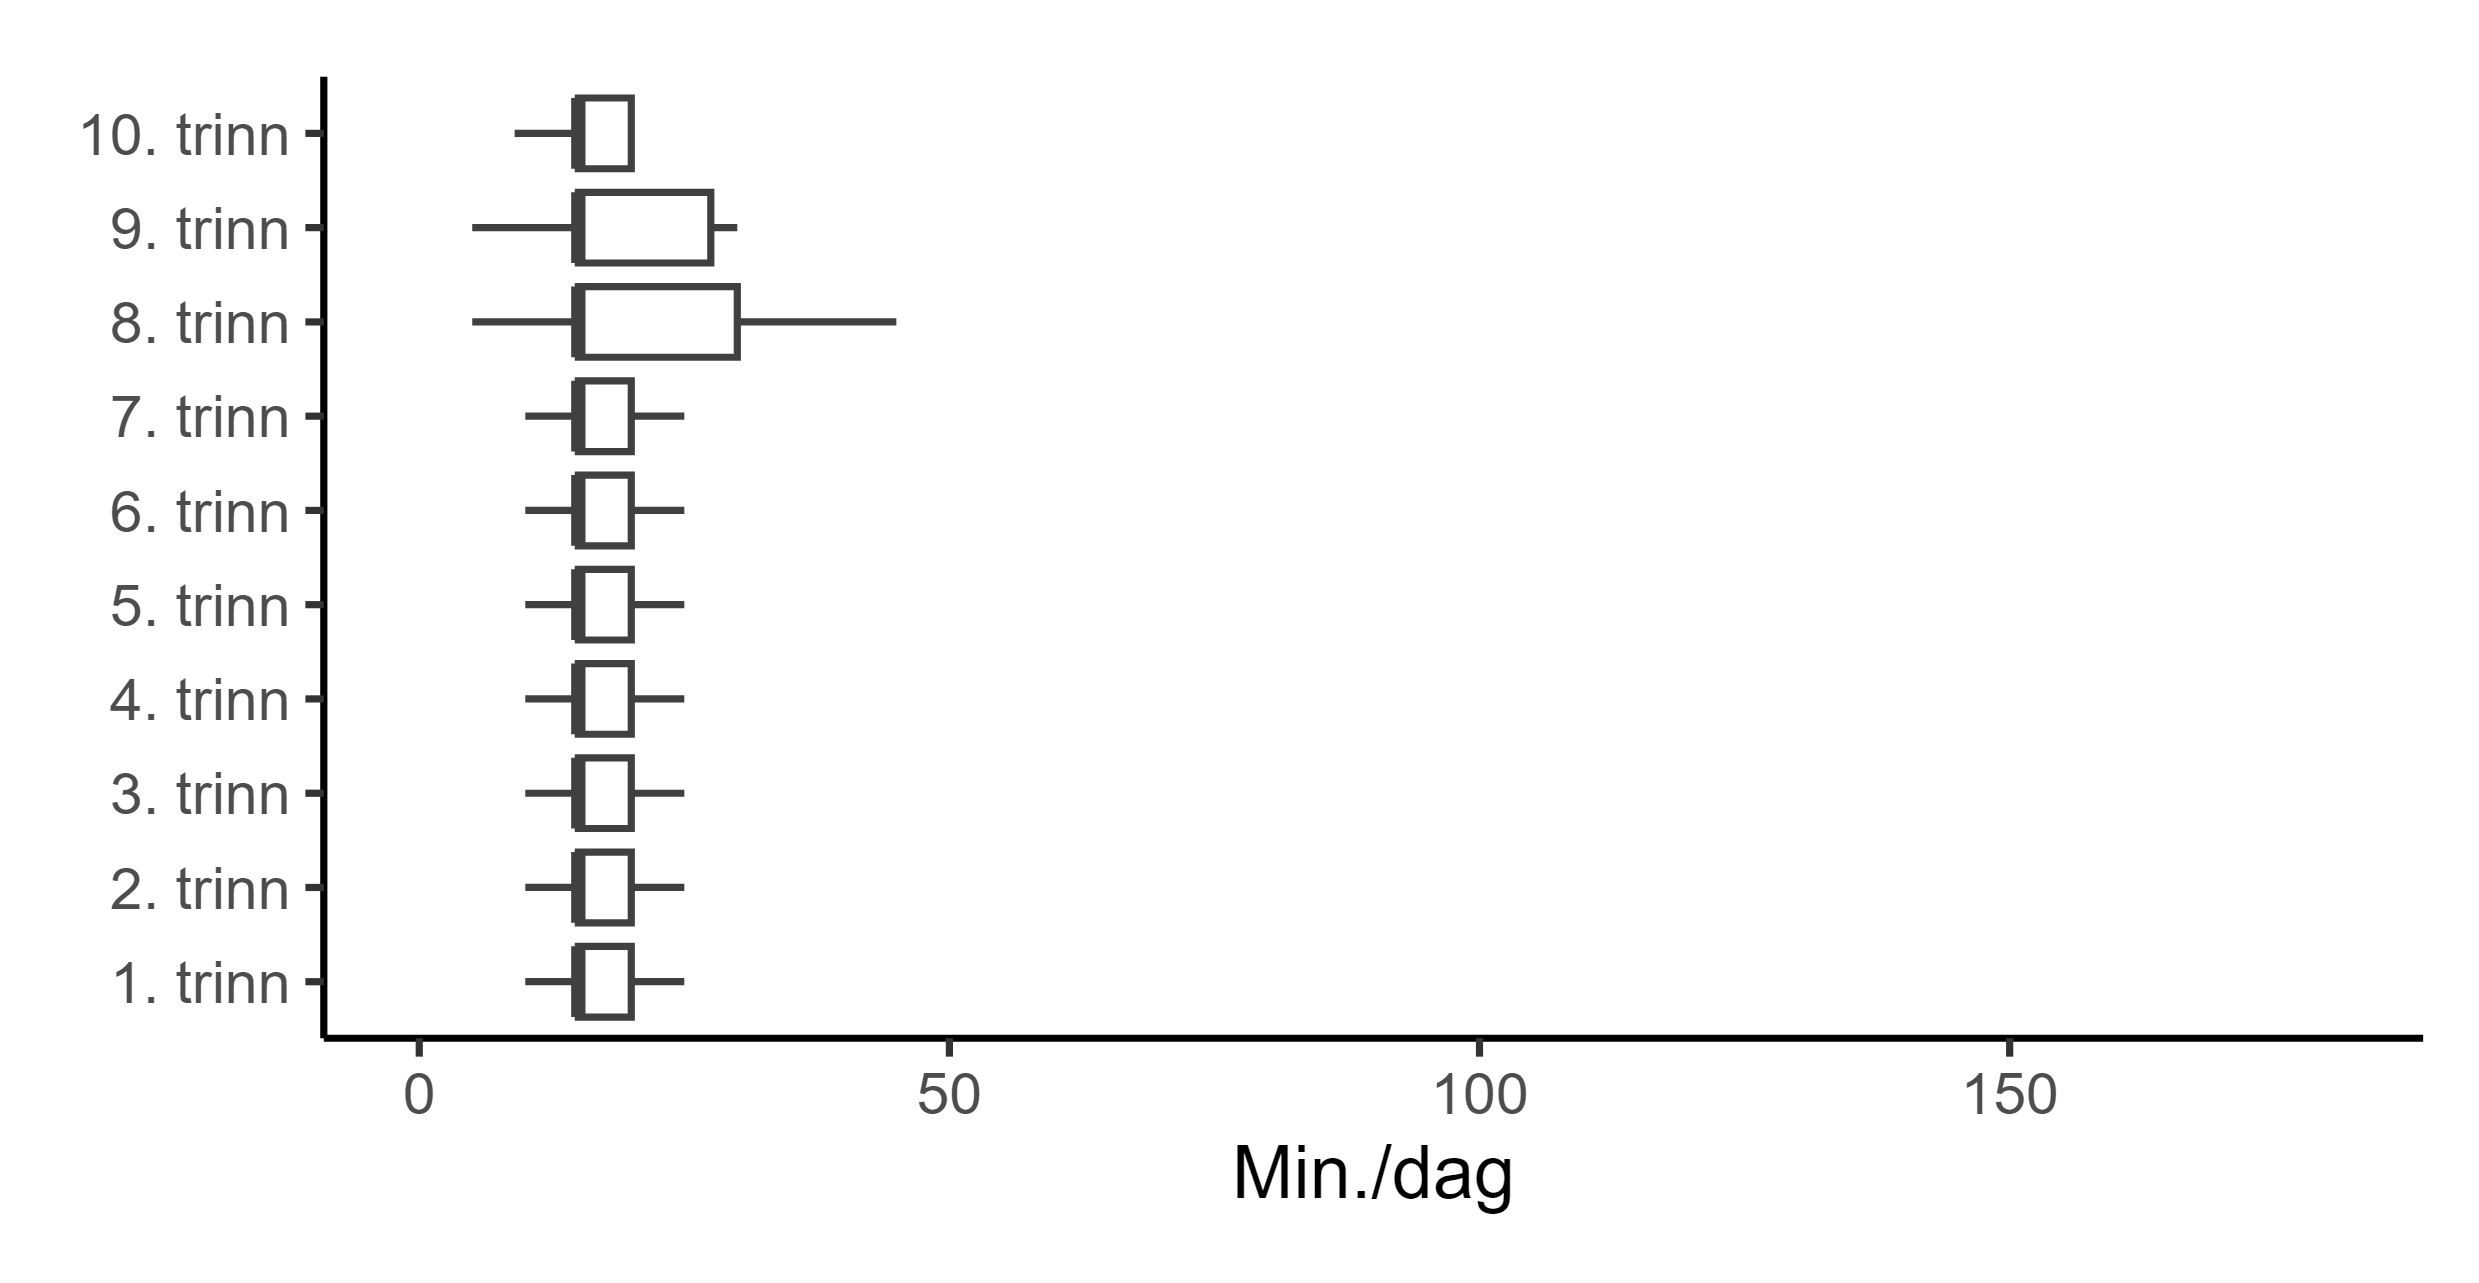 10. trinn
9. trinn
8. trinn
7. trinn
6. trinn
5. trinn
4. trinn
3. trinn
2. trinn
1. trinn
0 50 100 150
Min./dag